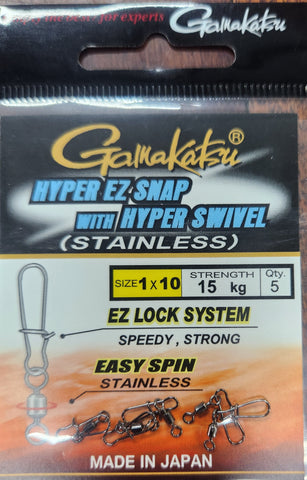 for experts Gamakatsu
Gamakatsu®
HYPER EZ SNAP
WITH HYPER SWIVEL
(STAINLESS)
SIZE 1 x 10 STRENGTH 15 kg Qty. 5
EZ LOCK SYSTEM
SPEEDY, STRONG
EASY SPIN
STAINLESS
MADE IN JAPAN